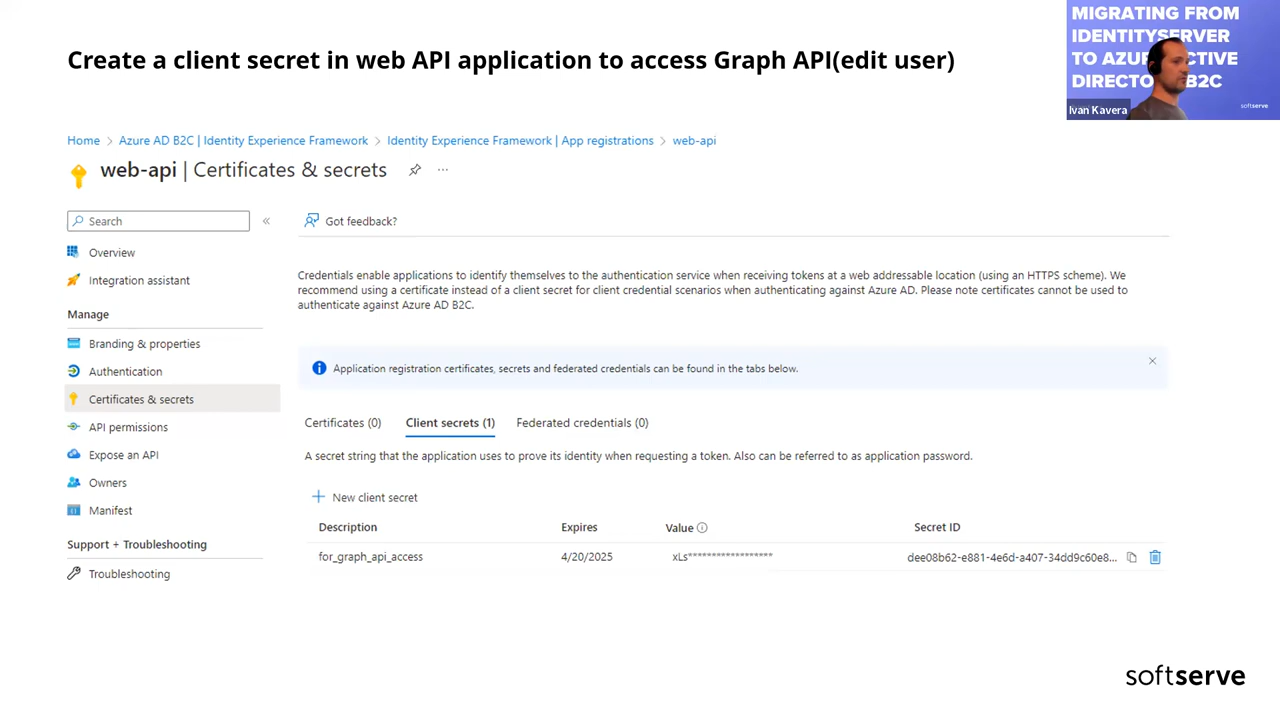 Create a client secret in web API application to access Graph API(edit user)
MIGRATING FROM
IDENTITYSERVER
TO CTIVE
B2C
softserve
Ivan Kavera
Home > Azure AD B2C | Identity Experience Framework > Identity Experience Framework | App registrations > web-api
web-api | Certificates & secrets
Search
Got feedback?
Overview
Integration assistant
Manage
Branding & properties
Authentication
Certificates & secrets
API permissions
Expose an API
Owners
Manifest
Support + Troubleshooting
Troubleshooting
Credentials enable applications to identify themselves to the authentication service when receiving tokens at a web addressable location (using an HTTPS scheme). We
recommend using a certificate instead of a client secret for client credential scenarios when authenticating against Azure AD. Please note certificates cannot be used to
authenticate against Azure AD B2C.
Application registration certificates, secrets and federated credentials can be found in the tabs below.
Certificates (0) Client secrets (1) Federated credentials (0)
A secret string that the application uses to prove its identity when requesting a token. Also can be referred to as application password.
New client secret
Description Expires Value Secret ID
for_graph_api_access 4/20/2025 xLs****************** dee08b62-e881-4e6d-a407-34dd9c60e8...
softserve